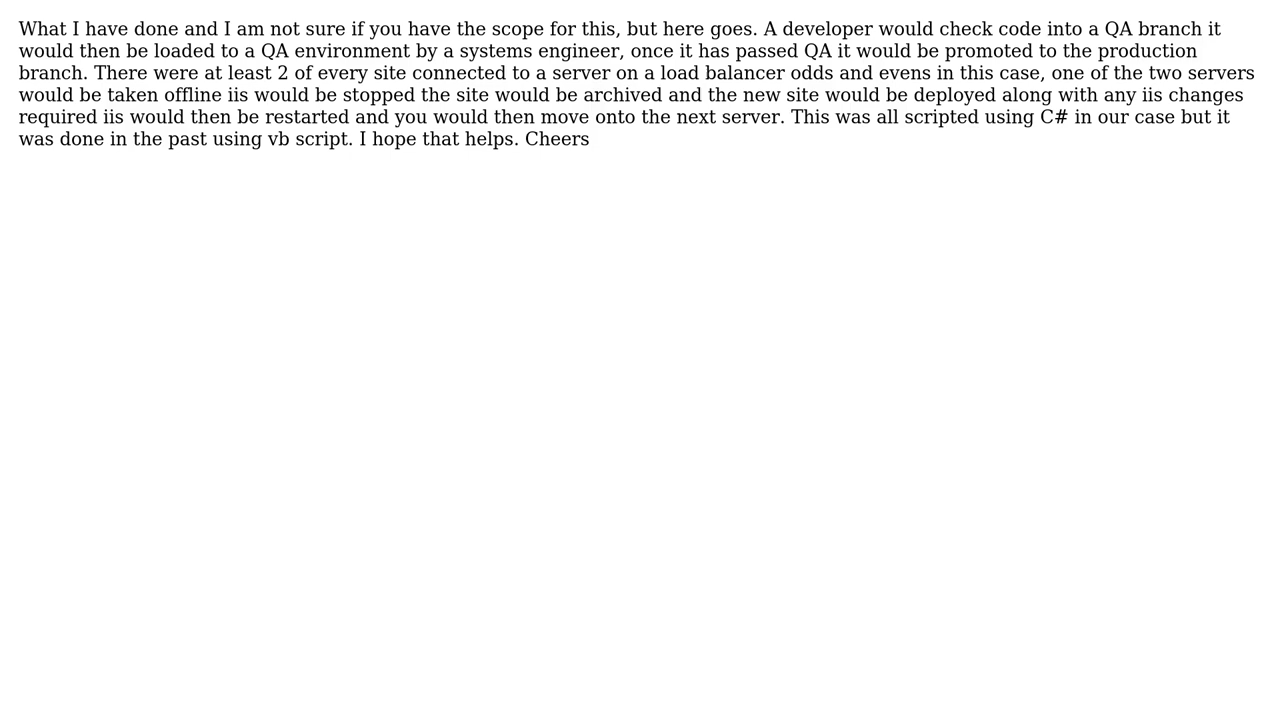 What I have done and I am not sure if you have the scope for this, but here goes. A developer would check code into a QA branch it
would then be loaded to a QA environment by a systems engineer, once it has passed QA it would be promoted to the production
branch. There were at least 2 of every site connected to a server on a load balancer odds and evens in this case, one of the two servers
would be taken offline iis would be stopped the site would be archived and the new site would be deployed along with any iis changes
required iis would then be restarted and you would then move onto the next server. This was all scripted using C# in our case but it
was done in the past using vb script. I hope that helps. Cheers